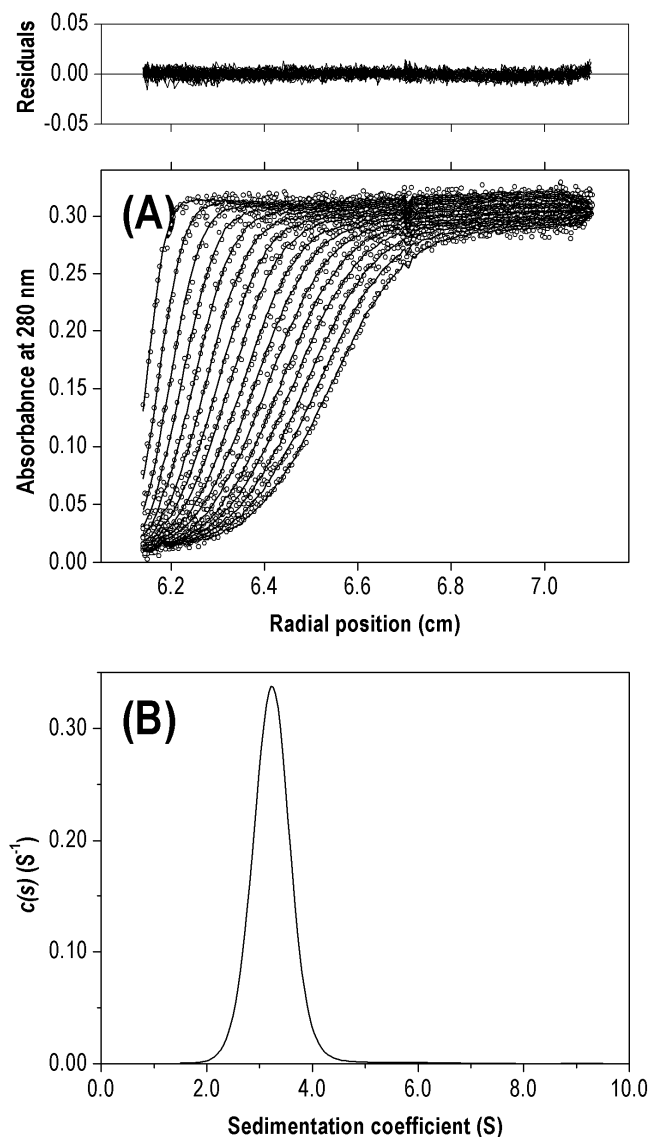 Residuals
0.05
0.00
-0.05
(A)
Absorbabnce at 280 nm
0.30
0.25
0.20
0.15
0.10
0.05
0.00
6.2 6.4 6.6 6.8 7.0
Radial position (cm)
(B)
c(s) (S-1)
0.30
0.20
0.10
0.00
0.0 2.0 4.0 6.0 8.0 10.0
Sedimentation coefficient (S)